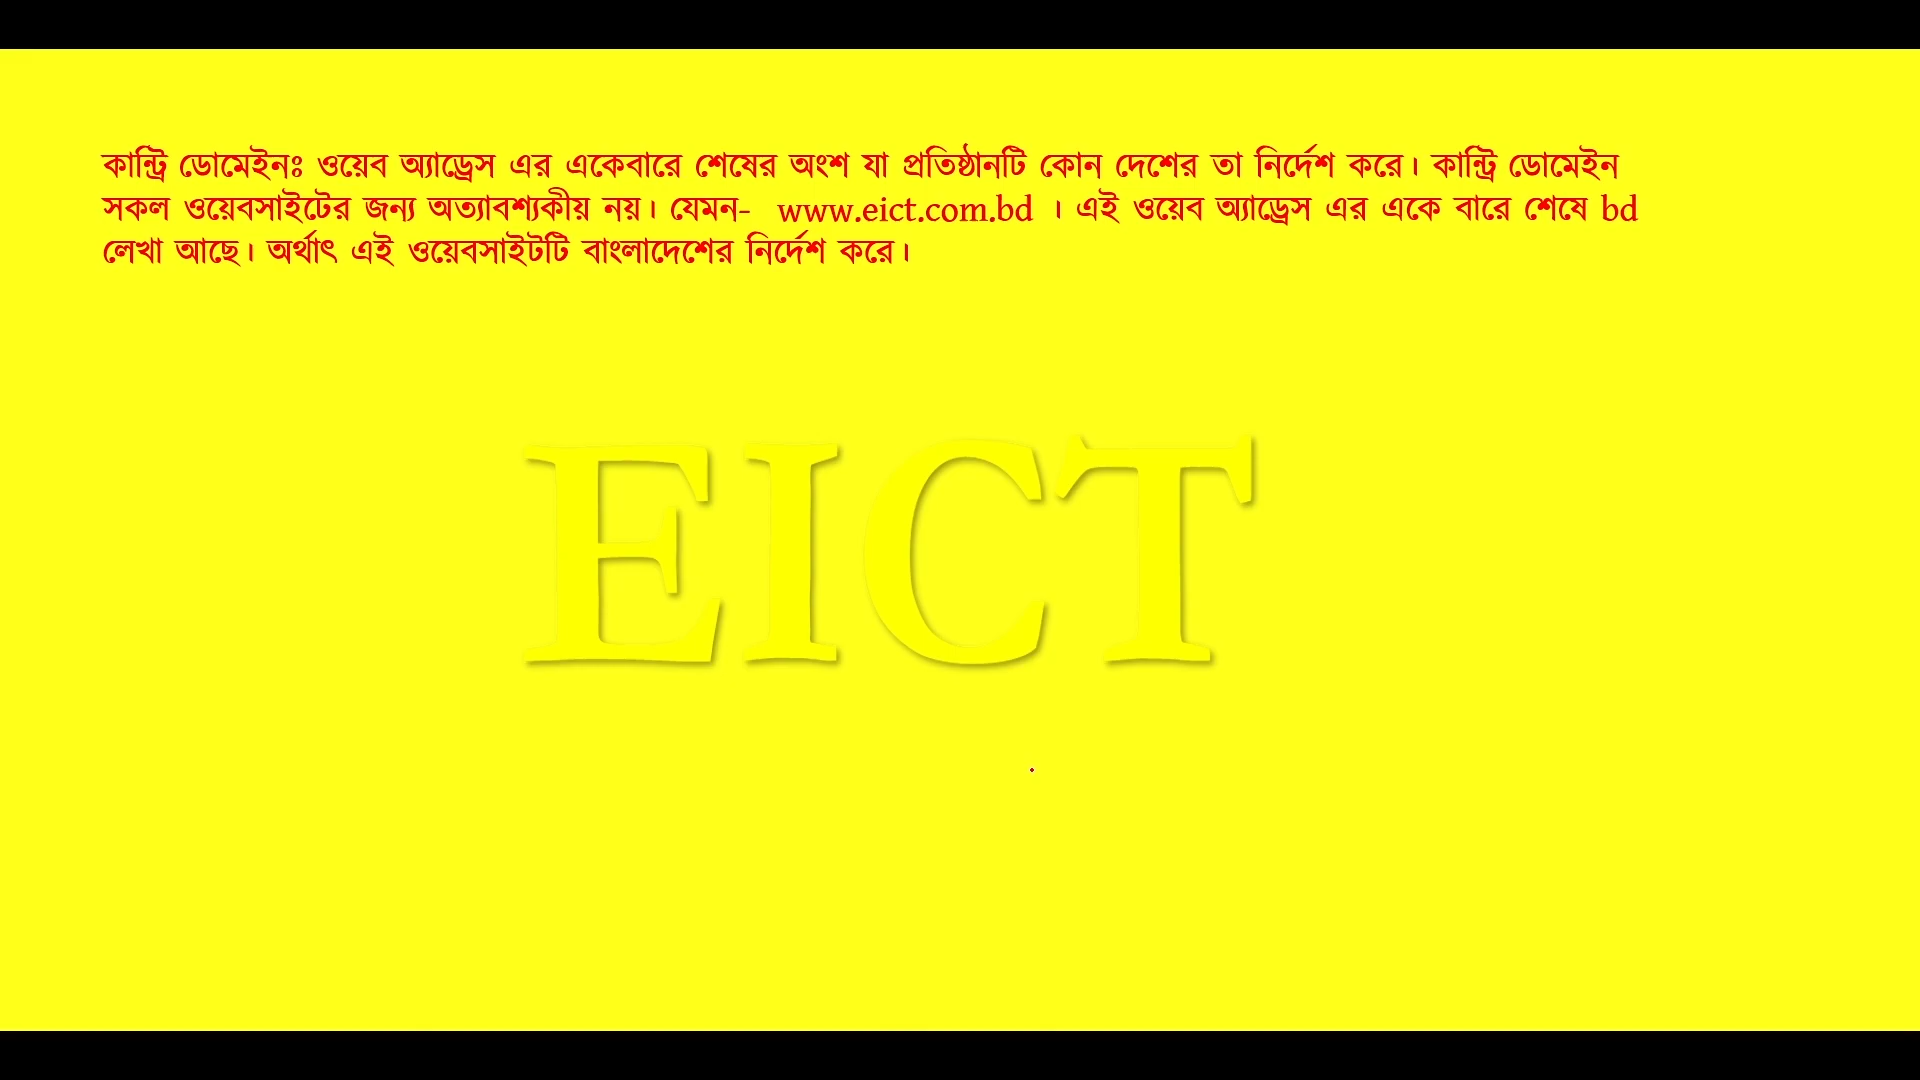 কান্ট্রি ডোমেইনঃ ওয়েব অ্যাড্রেস এর একেবারে শেষের অংশ যা প্রতিষ্ঠানটি কোন দেশের তা নির্দেশ করে। কান্ট্রি ডোমেইন
সকল ওয়েবসাইটের জন্য অত্যাবশ্যকীয় নয়। যেমন- www.eict.com.bd । এই ওয়েব অ্যাড্রেস এর একে বারে শেষে bd
লেখা আছে। অর্থাৎ এই ওয়েবসাইটটি বাংলাদেশের নির্দেশ করে।
EICT